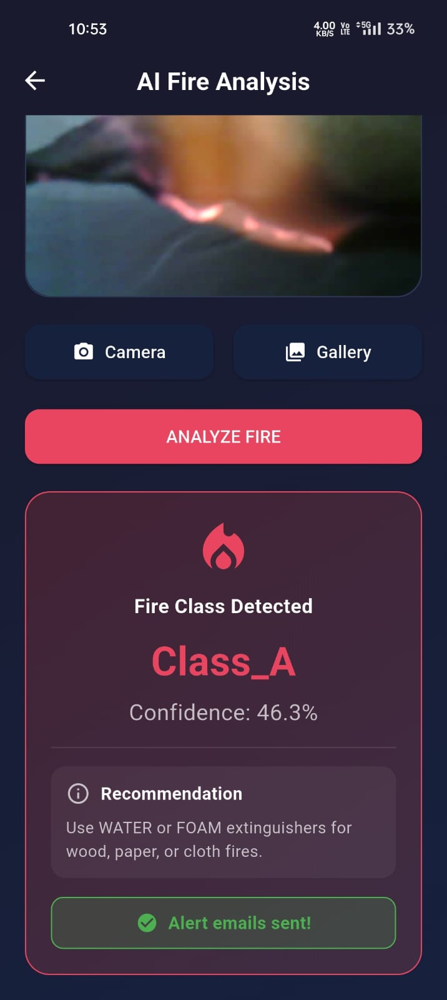 10:53
4.00 KB/S Vo LTE 5G 33%
AI Fire Analysis
Camera
Gallery
ANALYZE FIRE
Fire Class Detected
Class_A
Confidence: 46.3%
Recommendation
Use WATER or FOAM extinguishers for
wood, paper, or cloth fires.
Alert emails sent!